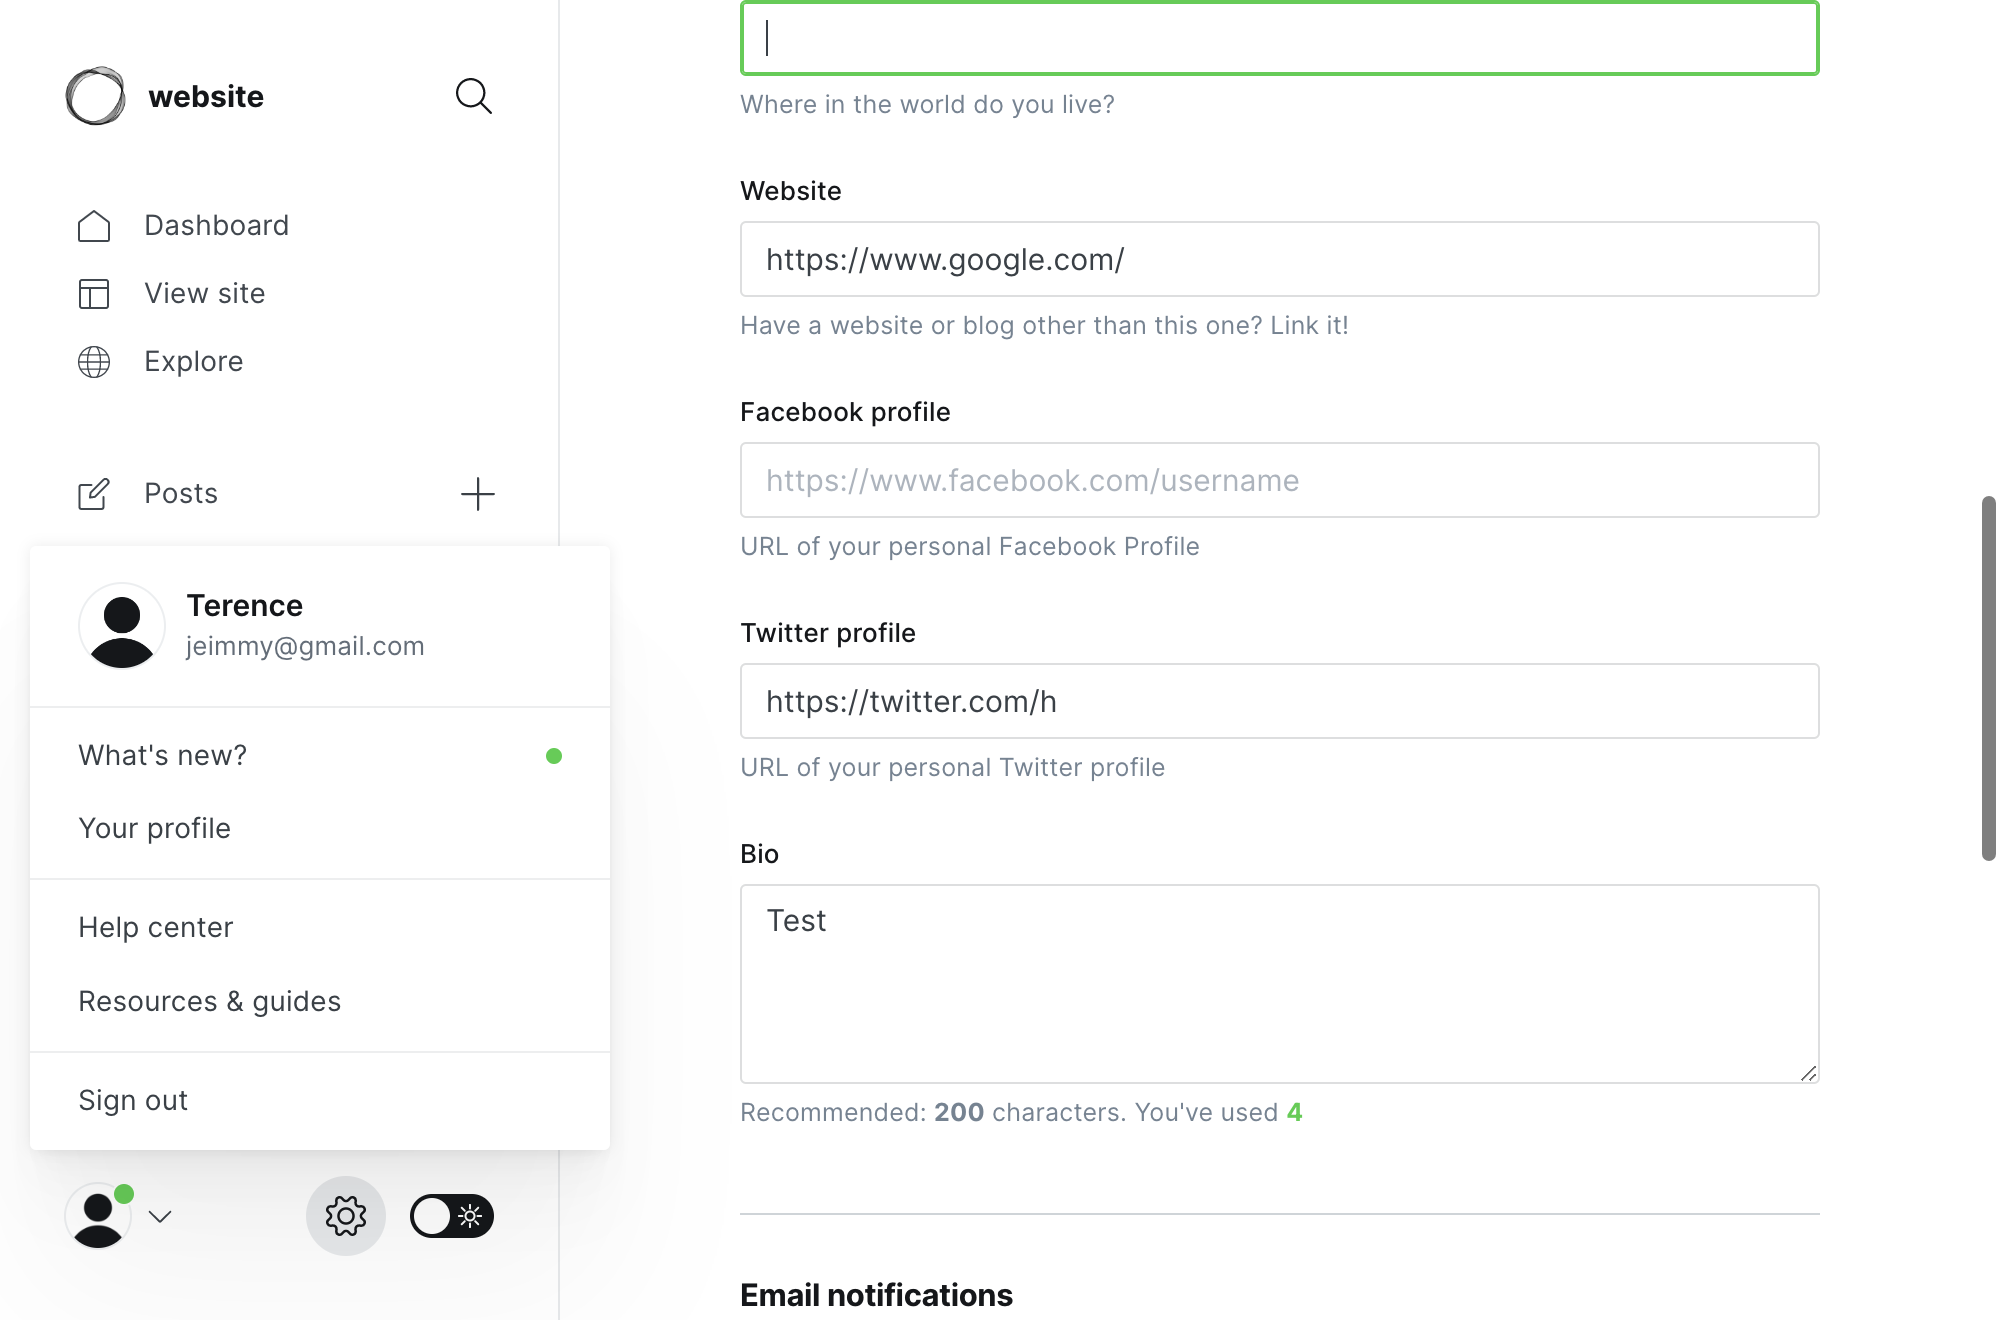 website
Dashboard
View site
Explore
Posts
Terence
jeimmy@gmail.com
What's new?
Your profile
Help center
Resources & guides
Sign out
Where in the world do you live?
Website
https://www.google.com/
Have a website or blog other than this one? Link it!
Facebook profile
https://www.facebook.com/username
URL of your personal Facebook Profile
Twitter profile
https://twitter.com/h
URL of your personal Twitter profile
Bio
Test
Recommended: 200 characters. You've used 4
Email notifications